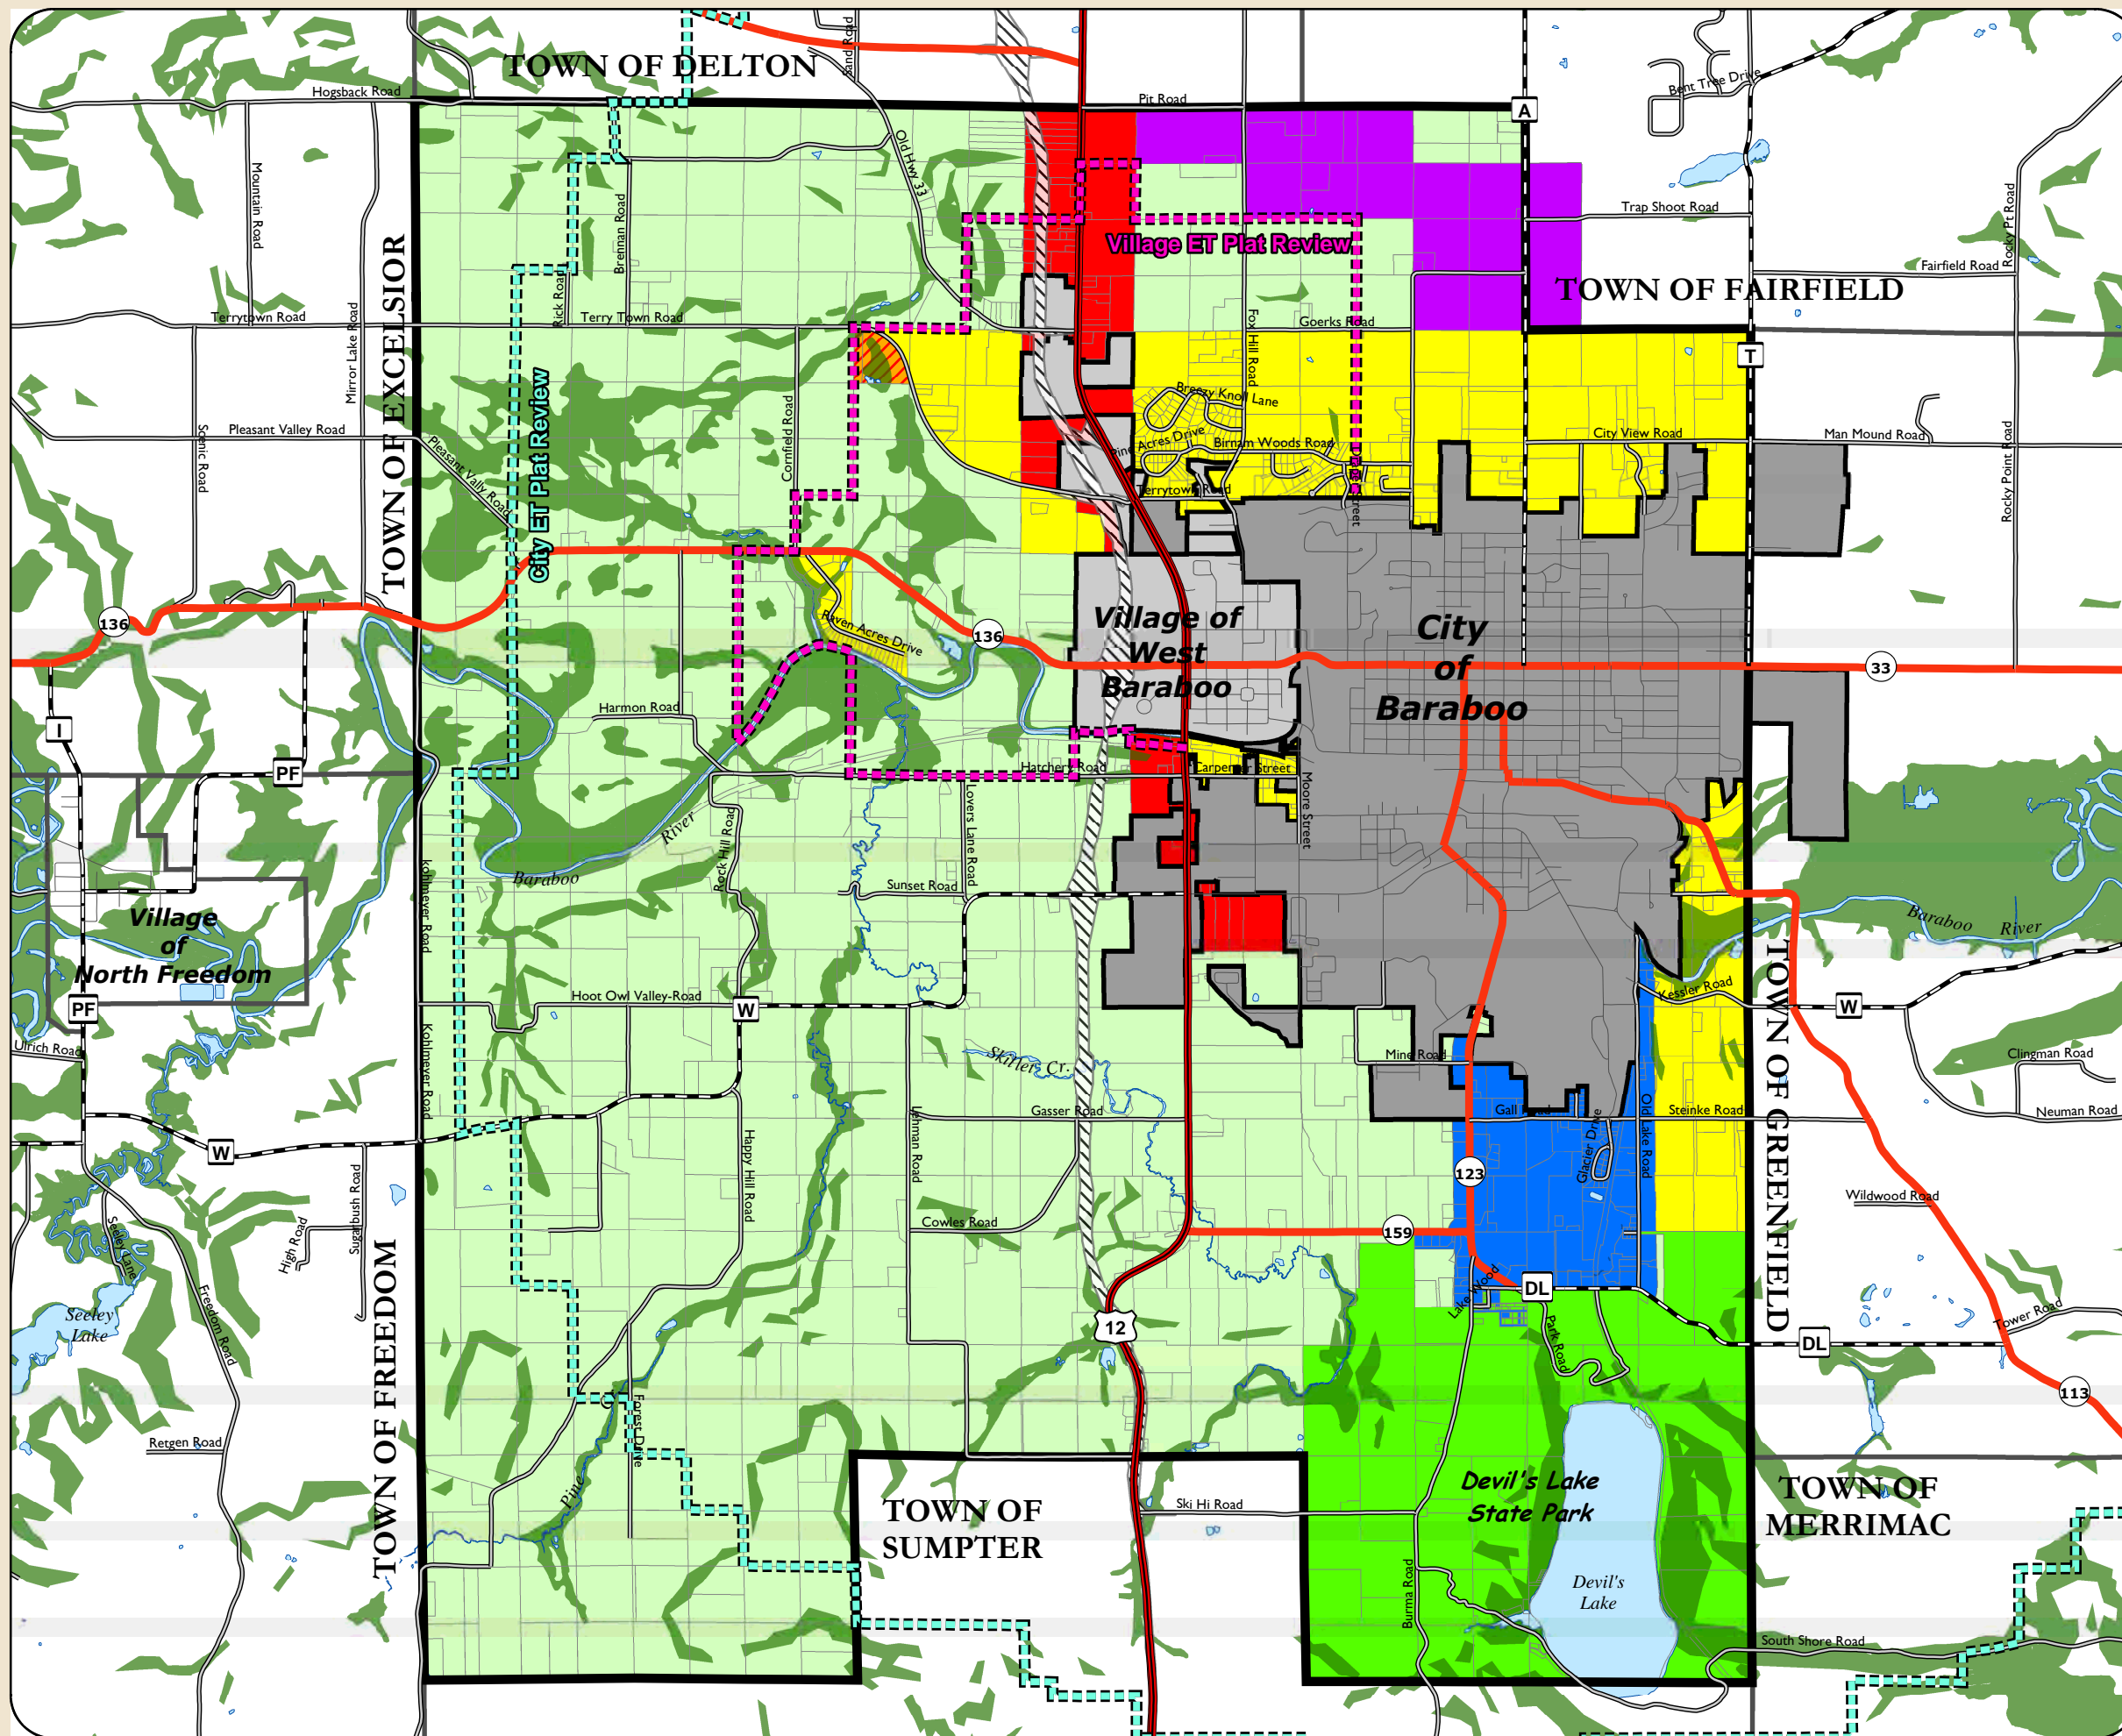 TOWN OF DELTON
Sand Road
Hogsback Road
Pit Road
A
Bent Tree Drive
Old Hwy 33
Mountain Road
Brennan Road
Trap Shoot Road
Rocky Pt Road
Village ET Plat Review
Fairfield Road
TOWN OF FAIRFIELD
TOWN OF EXCELSIOR
Rick Road
Terrytown Road
Terry Town Road
Mirror Lake Road
Goerks Road
Fox Hill Road
T
City ET Plat Review
Cornfield Road
Breezy Knoll Lane
Pine Acres Drive
Birnam Woods Road
City View Road
Man Mound Road
Scenic Road
Pleasant Valley Road
Pleasant Vally Road
Terrytown Road
Rocky Point Road
136
Raven Acres Drive
136
Village of
West
Baraboo
City
of
Baraboo
33
I
PF
Harmon Road
Hatchery Road
Carpenter Street
Moore Street
River
Baraboo
Rock Hill Road
Lovers Lane Road
Sunset Road
Kohlmeyer Road
Village
of
North Freedom
PF
Baraboo River
Hoot Owl Valley-Road
W
Kessler Road
W
TOWN OF GREENFIELD
Ulrich Road
Kohlmeyer Road
Skiller Cr.
Mine Road
Clingman Road
Gasser Road
Steinke Road
Neuman Road
W
Lehman Road
Happy Hill Road
Glacier Drive
Old Lake Road
123
Sugarbush Road
High Road
Seeley Lane
Wildwood Road
Cowles Road
159
TOWN OF FREEDOM
Freedom Road
Seeley
Lake
Lake Wood
DL
Park Road
12
DL
Tower Road
113
Forest Drive
Retgen Road
Pine
TOWN OF
SUMPTER
Ski Hi Road
Devil's Lake
State Park
TOWN OF
MERRIMAC
Burma Road
Devil's
Lake
South Shore Road